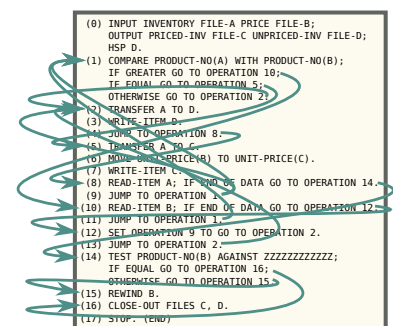 (0) INPUT INVENTORY FILE-A PRICE FILE-B;
OUTPUT PRICED-INV FILE-C UNPRICED-INV FILE-D;
HSP D.
(1) COMPARE PRODUCT-NO(A) WITH PRODUCT-NO(B);
IF GREATER GO TO OPERATION 10;
IF EQUAL GO TO OPERATION 5;
OTHERWISE GO TO OPERATION 2.
(2) TRANSFER A TO D.
(3) WRITE-ITEM D.
(4) JUMP TO OPERATION 8.
(5) TRANSFER A TO C.
(6) MOVE UNIT-PRICE(B) TO UNIT-PRICE(C).
(7) WRITE-ITEM C.
(8) READ-ITEM A; IF END OF DATA GO TO OPERATION 14.
(9) JUMP TO OPERATION 1.
(10) READ-ITEM B; IF END OF DATA GO TO OPERATION 12.
(11) JUMP TO OPERATION 1.
(12) SET OPERATION 9 TO GO TO OPERATION 2.
(13) JUMP TO OPERATION 2.
(14) TEST PRODUCT-NO(B) AGAINST ZZZZZZZZZZZZ;
IF EQUAL GO TO OPERATION 16;
OTHERWISE GO TO OPERATION 15.
(15) REWIND B.
(16) CLOSE-OUT FILES C, D.
(17) STOP. (END)